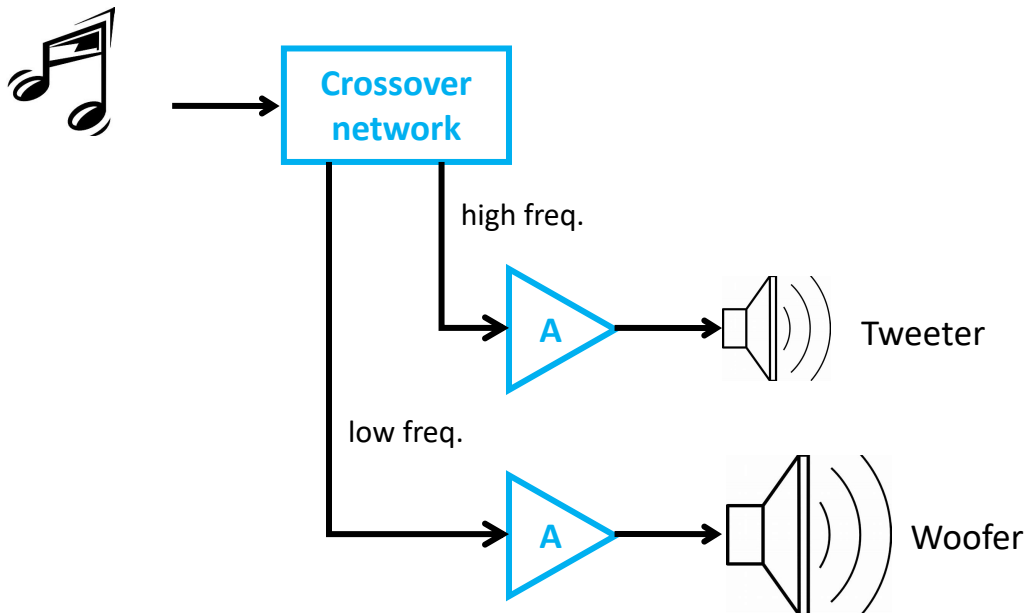 Crossover
network
high freq.
A
Tweeter
low freq.
A
Woofer